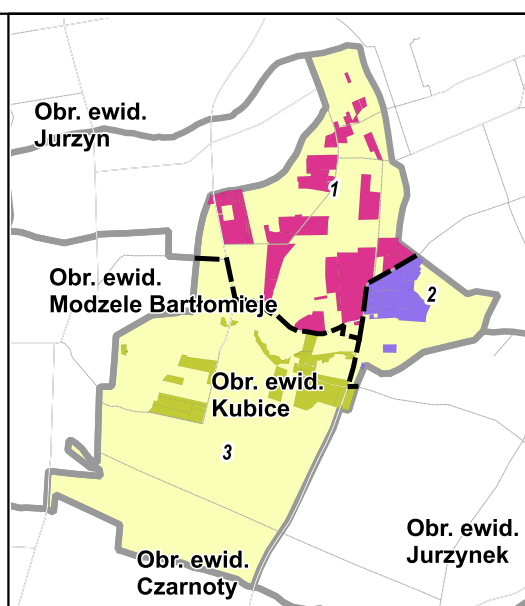 Obr. ewid.
Jurzyn
1
Obr. ewid.
Modzele Bartłomieje
2
Obr. ewid.
Kubice
3
Obr. ewid.
Jurzynek
Obr. ewid.
Czarnoty